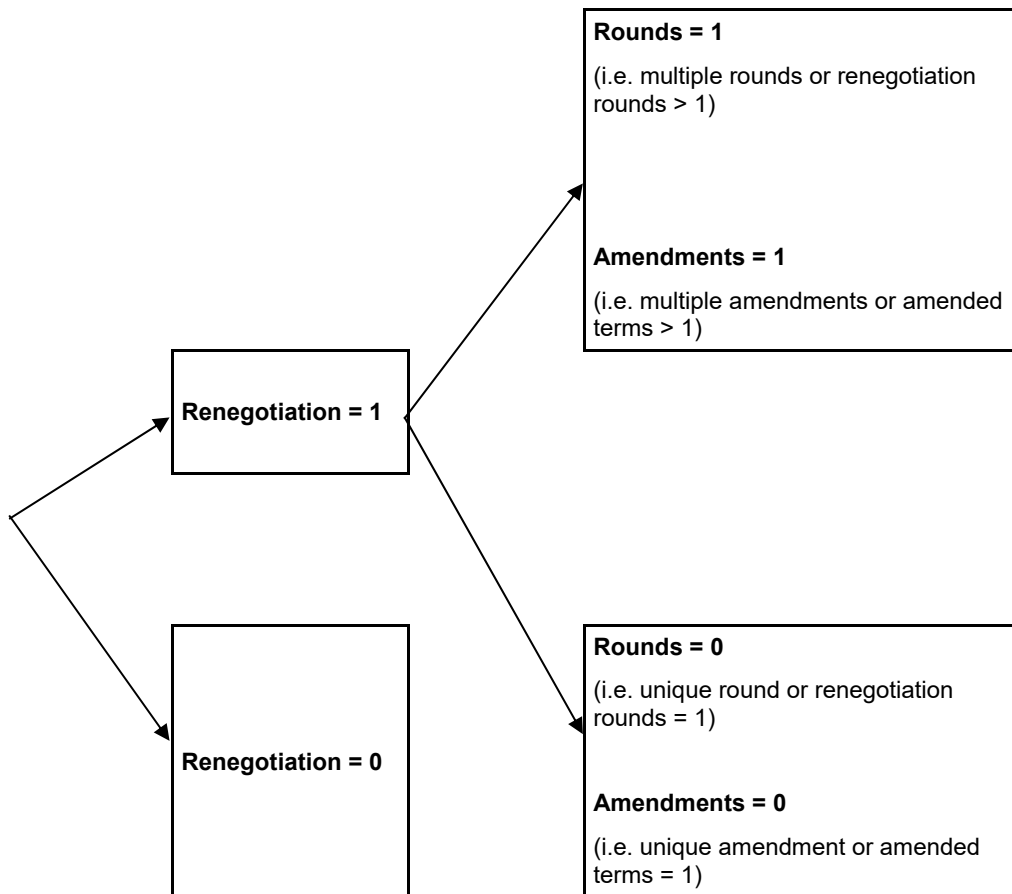 Rounds = 1
(i.e. multiple rounds or renegotiation
rounds > 1)
Amendments = 1
(i.e. multiple amendments or amended
terms > 1)
Renegotiation = 1
Rounds = 0
(i.e. unique round or renegotiation
rounds = 1)
Renegotiation = 0
Amendments = 0
(i.e. unique amendment or amended
terms = 1)